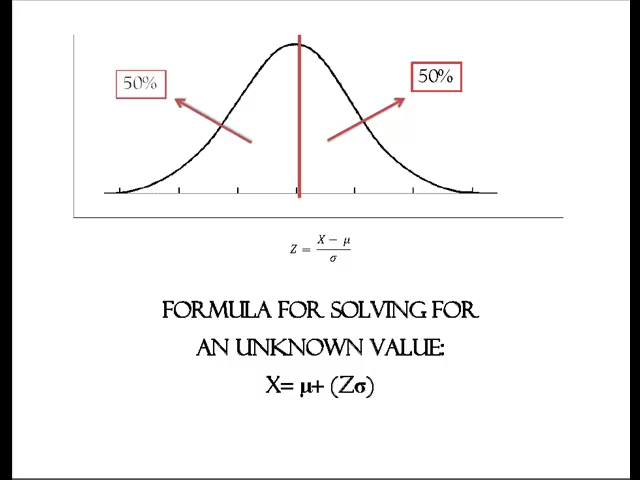 50%
50%
Z = X − μ / σ
FORMULA FOR SOLVING FOR
AN UNKNOWN VALUE:
X= μ+ (Zσ)